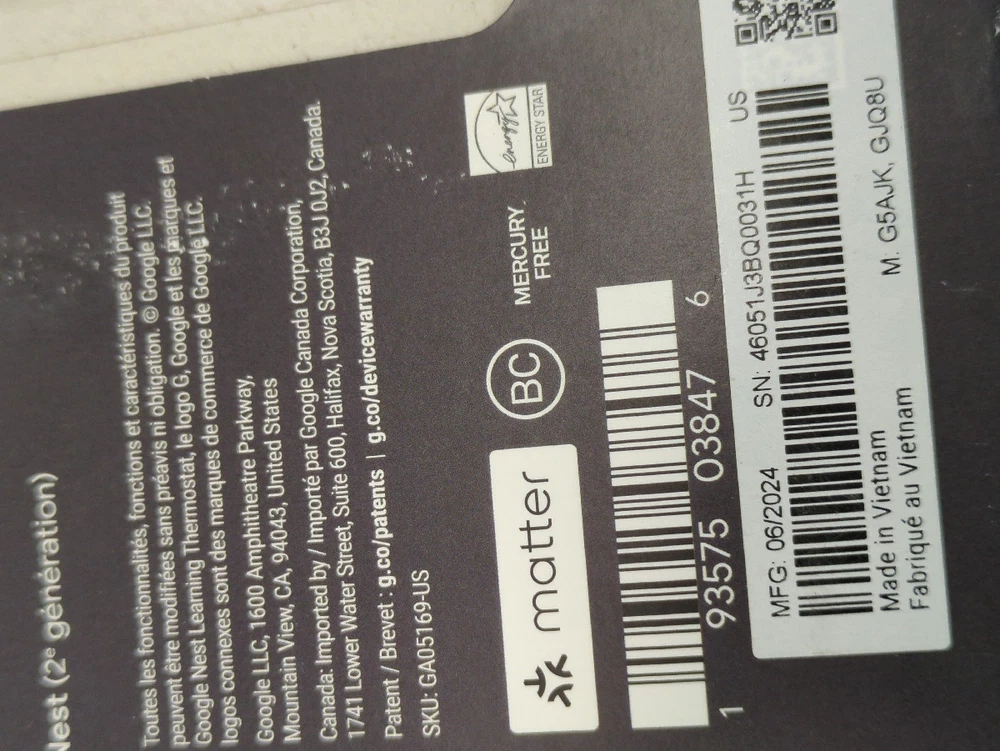 Nest (2e génération)
Toutes les fonctionnalités, fonctions et caractéristiques du produit
peuvent être modifiées sans préavis ni obligation. © Google LLC.
Google Nest Learning Thermostat, le logo G, Google et les marques et
logos connexes sont des marques de commerce de Google LLC.
Google LLC, 1600 Amphitheatre Parkway,
Mountain View, CA, 94043, United States
Canada: Imported by / Importé par Google Canada Corporation,
1741 Lower Water Street, Suite 600, Halifax, Nova Scotia, B3J 0J2, Canada.
Patent / Brevet : g.co/patents | g.co/devicewarranty
SKU: GA05169-US
matter
BC
MERCURY
FREE
energy
ENERGY STAR
1 93575 03847 6
MFG: 06/2024 SN: 46051J3BQ0031H US
Made in Vietnam
Fabriqué au Vietnam
M. G5AJK, GJQ8U